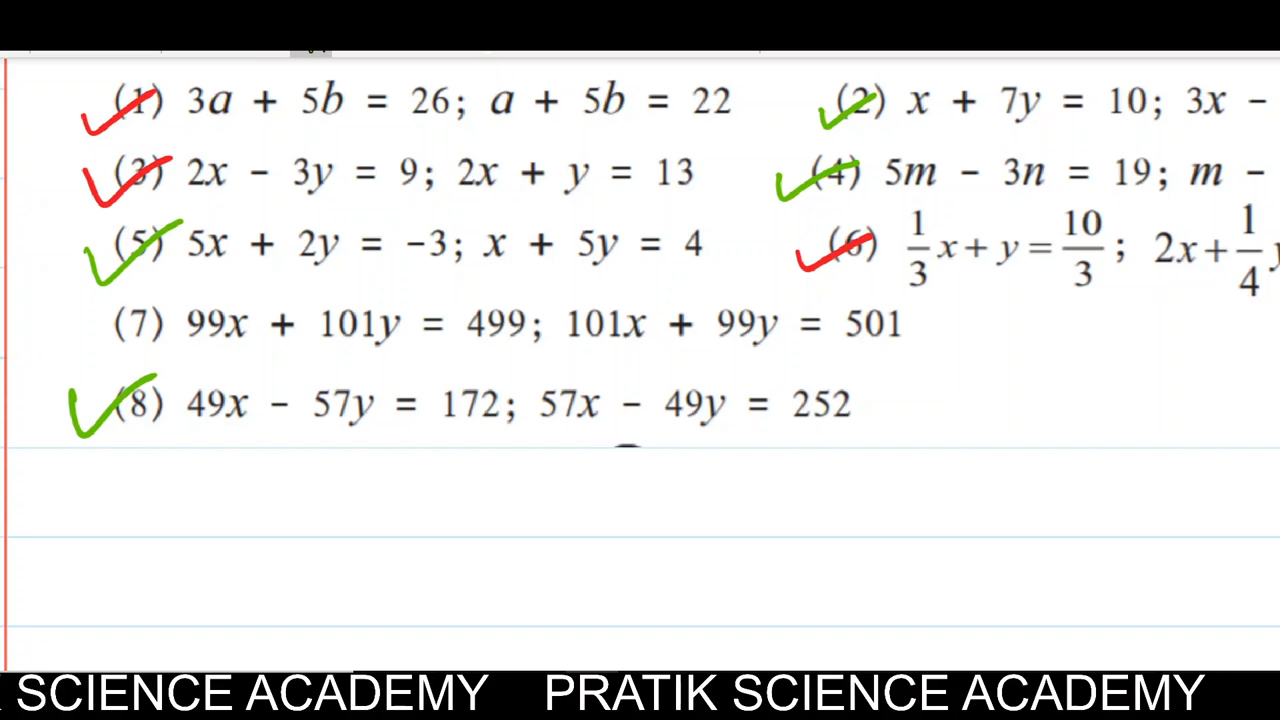 (1) 3a + 5b = 26; a + 5b = 22 (2) x + 7y = 10; 3x -
(3) 2x - 3y = 9; 2x + y = 13 (4) 5m - 3n = 19; m -
(5) 5x + 2y = -3; x + 5y = 4 (6) 1/3 x + y = 10/3; 2x + 1/4 y
(7) 99x + 101y = 499; 101x + 99y = 501
(8) 49x - 57y = 172; 57x - 49y = 252
SCIENCE ACADEMY PRATIK SCIENCE ACADEMY